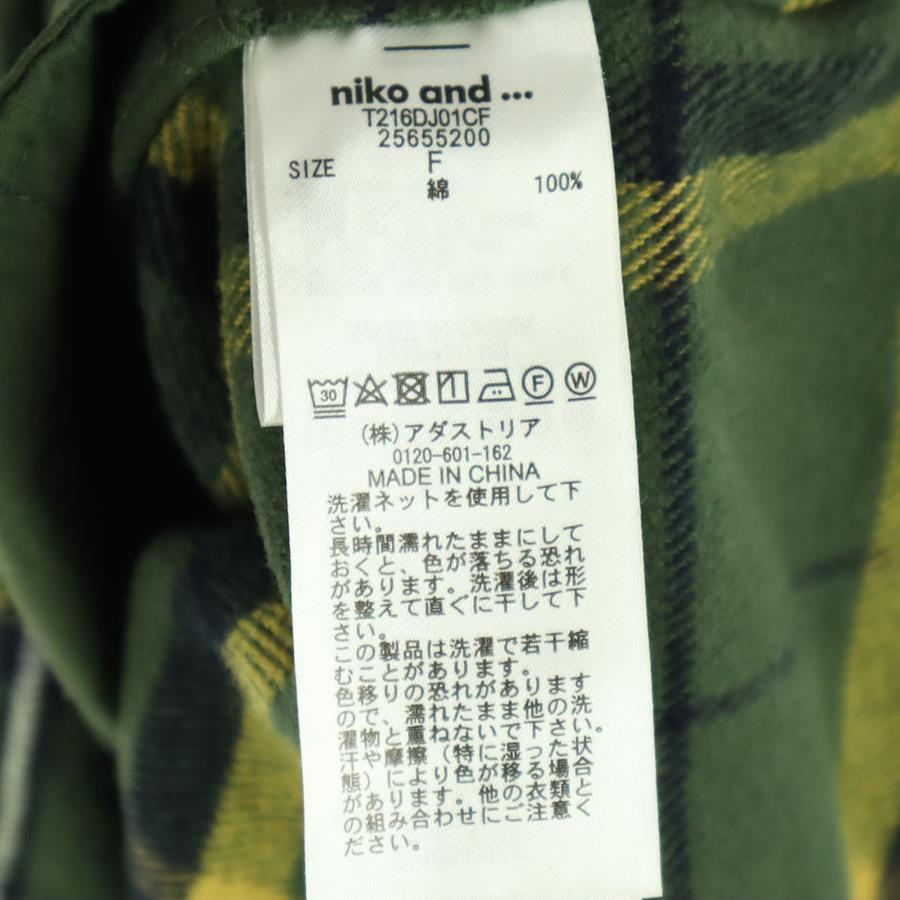 niko and ...
T216DJ01CF
25655200
SIZE F
綿 100%
30 F W
(株)アダストリア
0120-601-162
MADE IN CHINA
洗濯ネットを使用して下
さい。
長時間濡れたままにして
おくと、色が落ちる恐れ
があります。洗濯後は形
を整えて直ぐに干して下
さい。
この製品は洗濯で若干縮
むことがあります。
色移りの恐れがあります
ので、濡れたまま他の洗
濯物と重ねないで下さい。
汗や摩擦（特に湿った状
態）により色が移る場合
があります。他の衣類と
の組み合わせにご注意く
ださい。